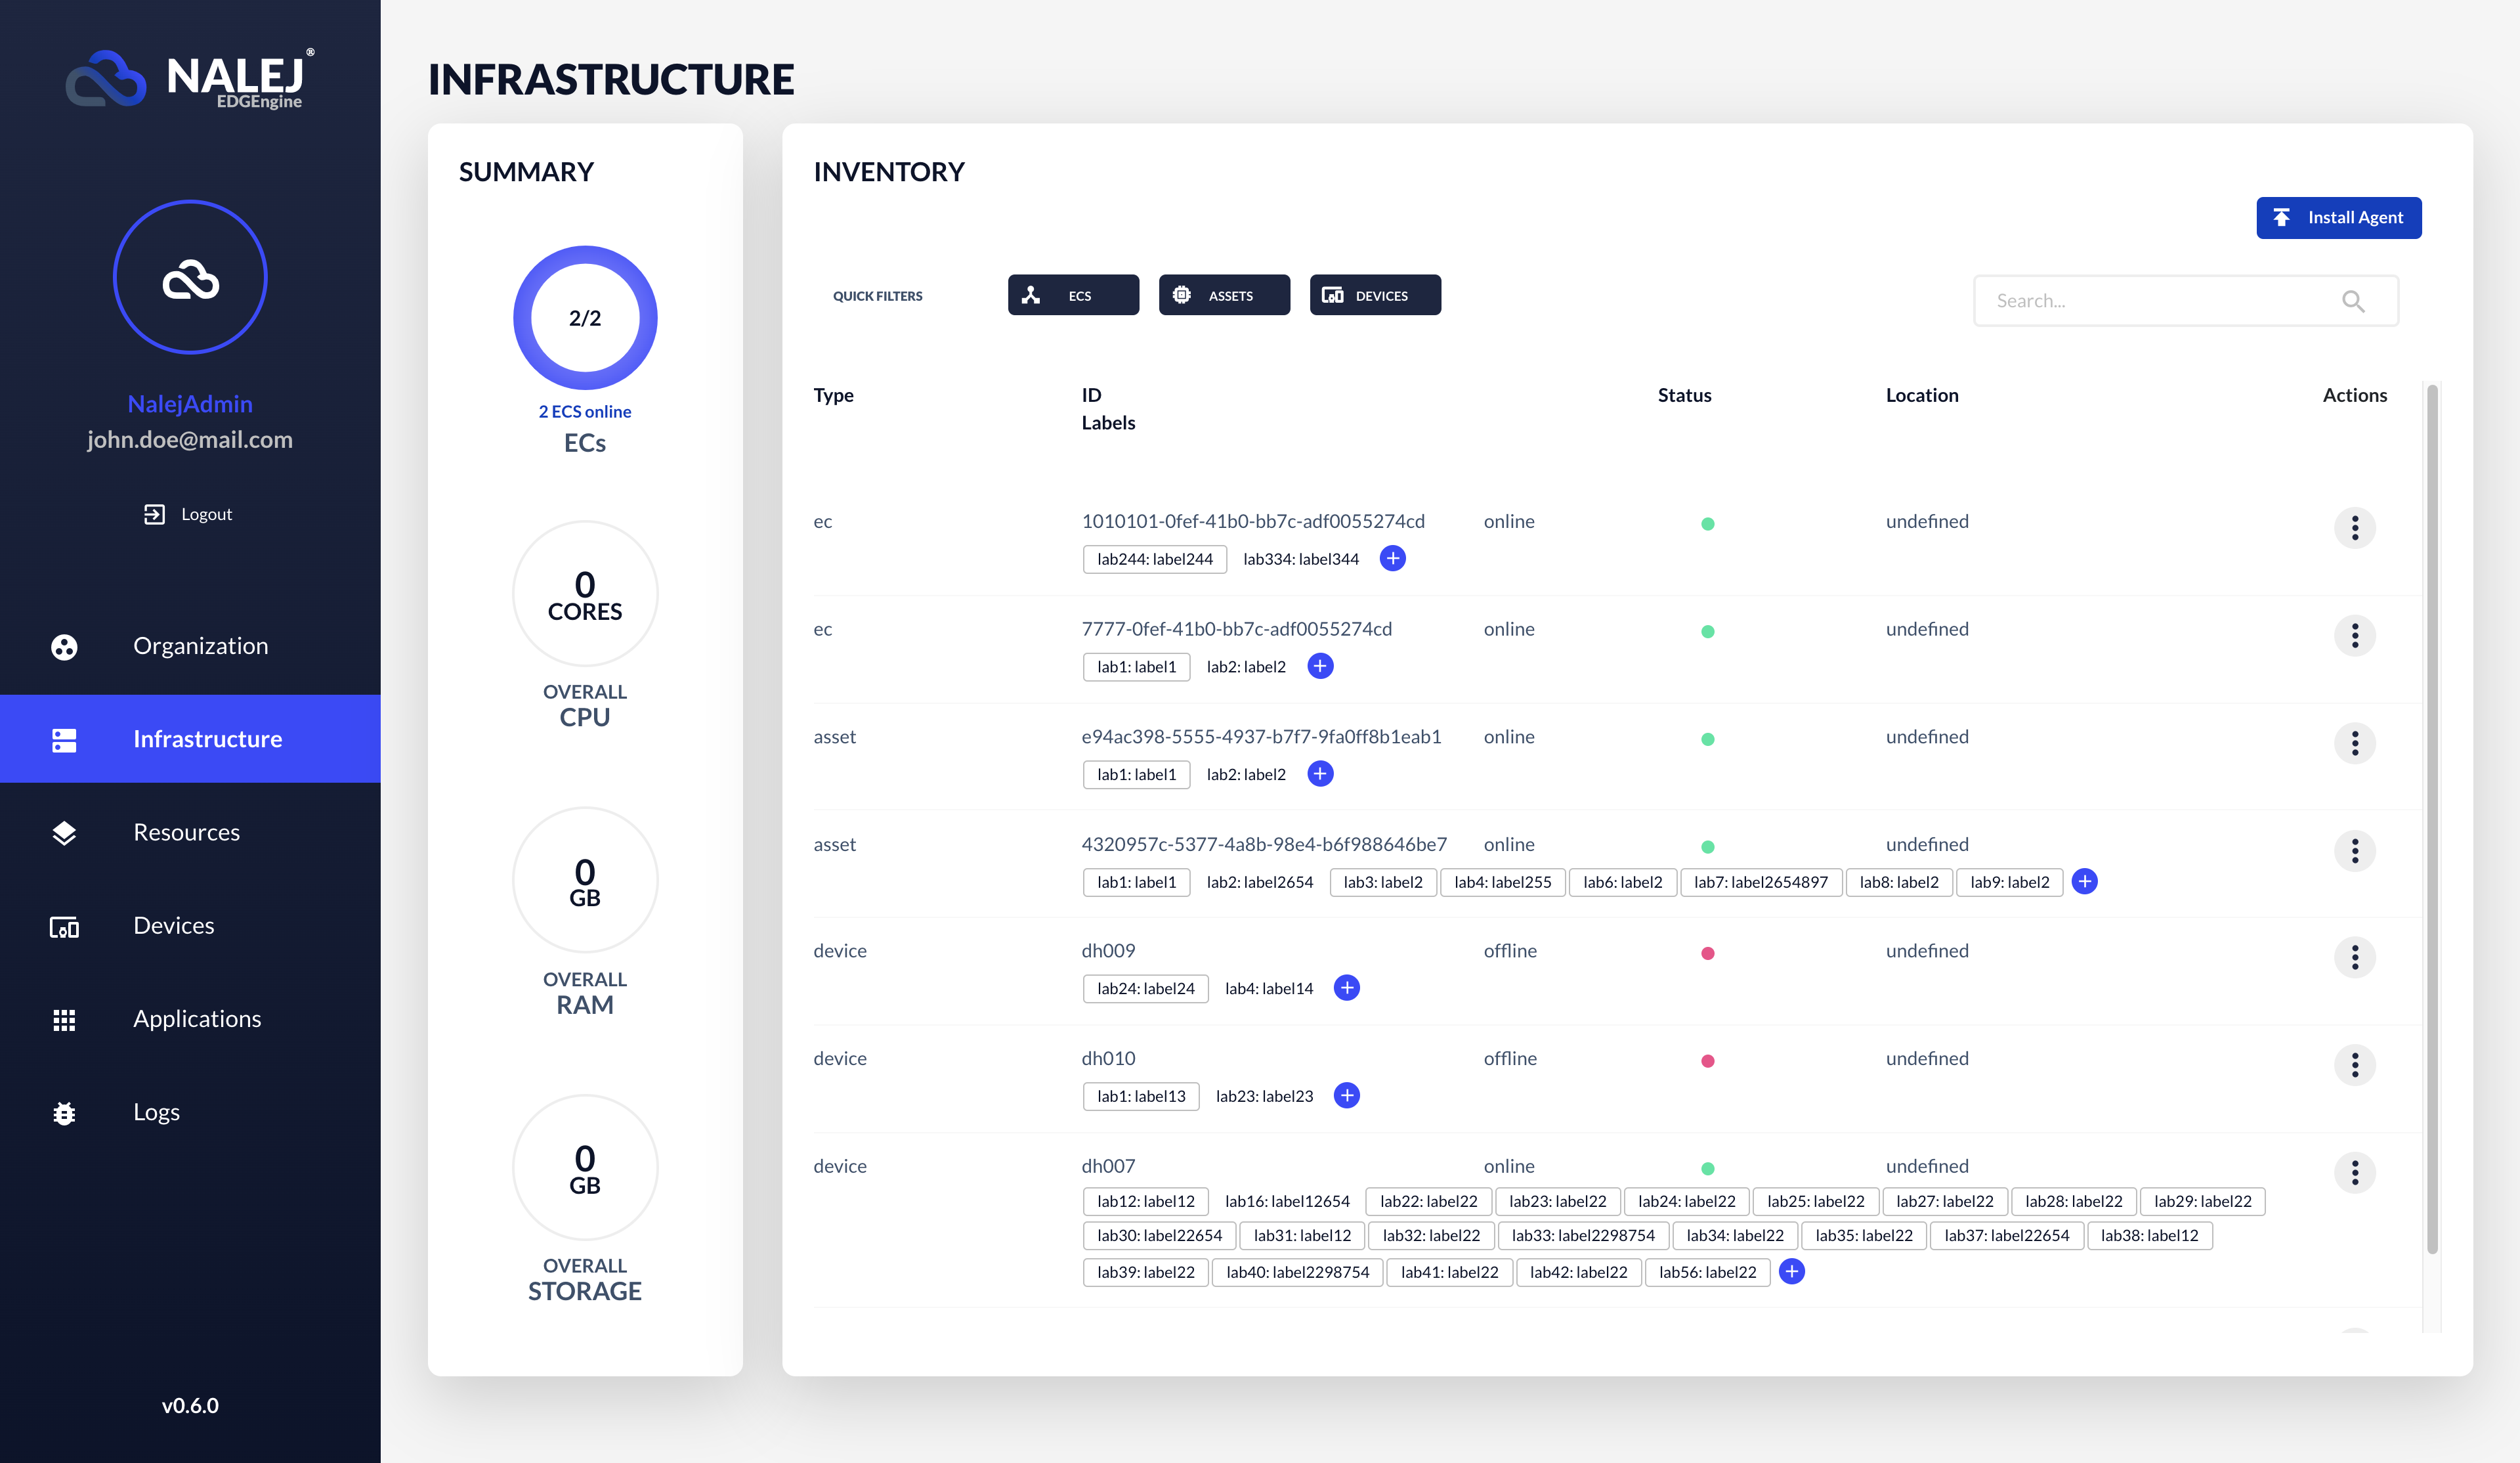 NALEJ®
EDGEngine
NalejAdmin
john.doe@mail.com
Logout
Organization
Infrastructure
Resources
Devices
Applications
Logs
v0.6.0
INFRASTRUCTURE
SUMMARY
2/2
2 ECS online
ECs
0
CORES
OVERALL
CPU
0
GB
OVERALL
RAM
0
GB
OVERALL
STORAGE
INVENTORY
Install Agent
QUICK FILTERS ECS ASSETS DEVICES Search...
Type ID Status Location Actions
Labels
ec 1010101-0fef-41b0-bb7c-adf0055274cd online undefined
lab244: label244 lab334: label344
ec 7777-0fef-41b0-bb7c-adf0055274cd online undefined
lab1: label1 lab2: label2
asset e94ac398-5555-4937-b7f7-9fa0ff8b1eab1 online undefined
lab1: label1 lab2: label2
asset 4320957c-5377-4a8b-98e4-b6f988646be7 online undefined
lab1: label1 lab2: label2654 lab3: label2 lab4: label255 lab6: label2 lab7: label2654897 lab8: label2 lab9: label2
device dh009 offline undefined
lab24: label24 lab4: label14
device dh010 offline undefined
lab1: label13 lab23: label23
device dh007 online undefined
lab12: label12 lab16: label12654 lab22: label22 lab23: label22 lab24: label22 lab25: label22 lab27: label22 lab28: label22 lab29: label22
lab30: label22654 lab31: label12 lab32: label22 lab33: label2298754 lab34: label22 lab35: label22 lab37: label22654 lab38: label12
lab39: label22 lab40: label2298754 lab41: label22 lab42: label22 lab56: label22